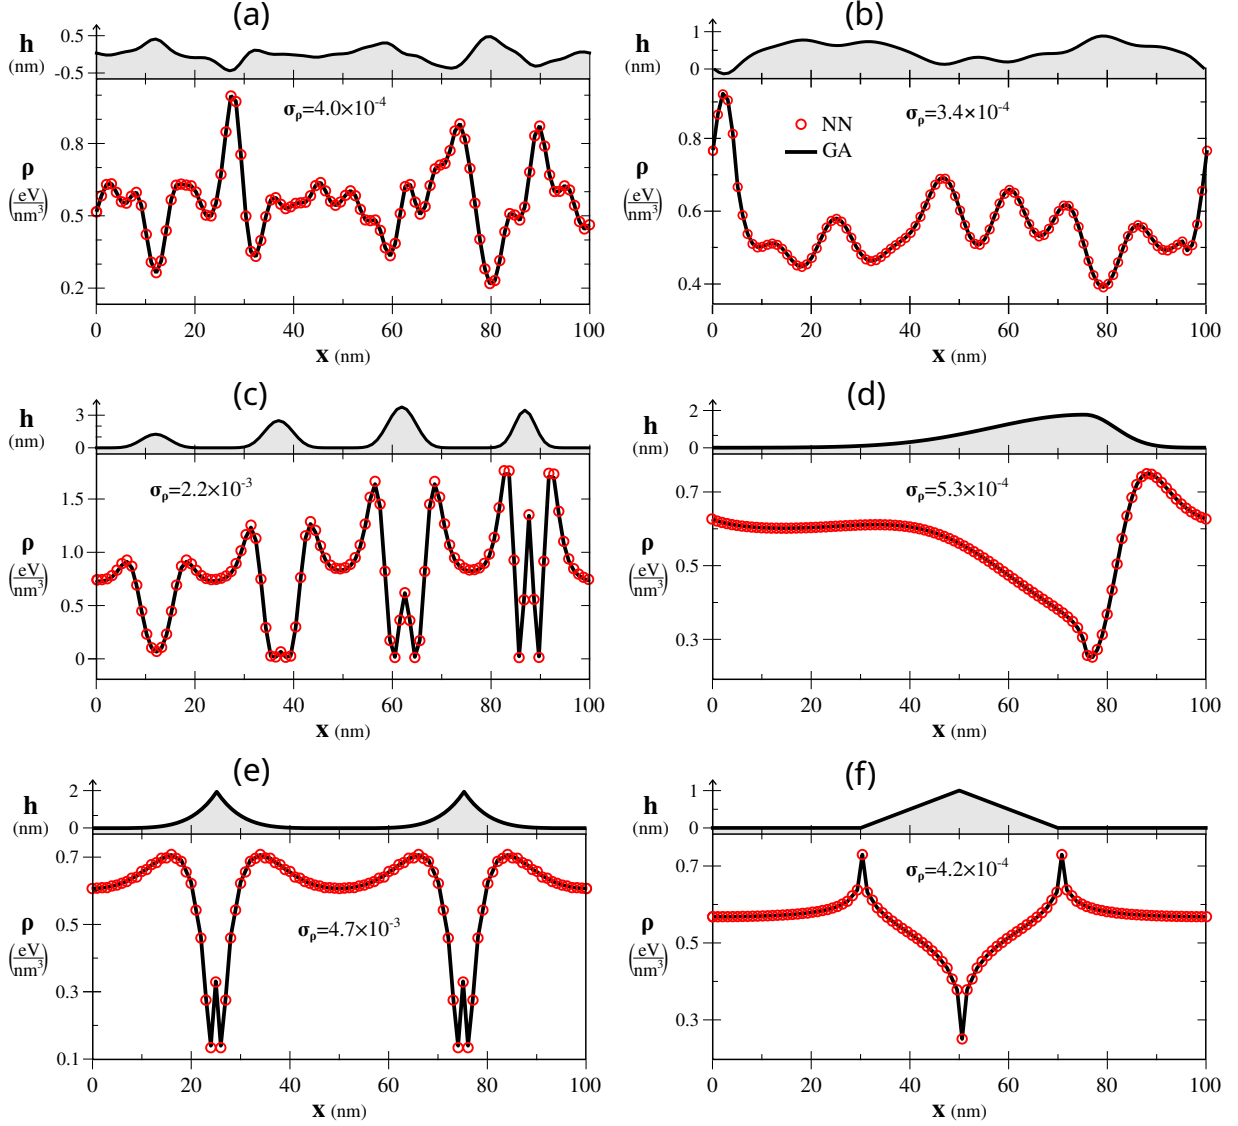 (a)
h
(nm)
0.5
-0.5
σρ=4.0×10-4
ρ
(eV/nm3)
0.8
0.5
0.2
0 20 40 60 80 100
x (nm)
(b)
h
(nm)
1
0
σρ=3.4×10-4
NN
GA
ρ
(eV/nm3)
0.8
0.6
0.4
0 20 40 60 80 100
x (nm)
(c)
h
(nm)
3
0
σρ=2.2×10-3
ρ
(eV/nm3)
1.5
1.0
0.5
0
0 20 40 60 80 100
x (nm)
(d)
h
(nm)
2
0
σρ=5.3×10-4
ρ
(eV/nm3)
0.7
0.5
0.3
0 20 40 60 80 100
x (nm)
(e)
h
(nm)
2
0
σρ=4.7×10-3
ρ
(eV/nm3)
0.7
0.5
0.3
0.1
0 20 40 60 80 100
x (nm)
(f)
h
(nm)
1
0
σρ=4.2×10-4
ρ
(eV/nm3)
0.7
0.5
0.3
0 20 40 60 80 100
x (nm)